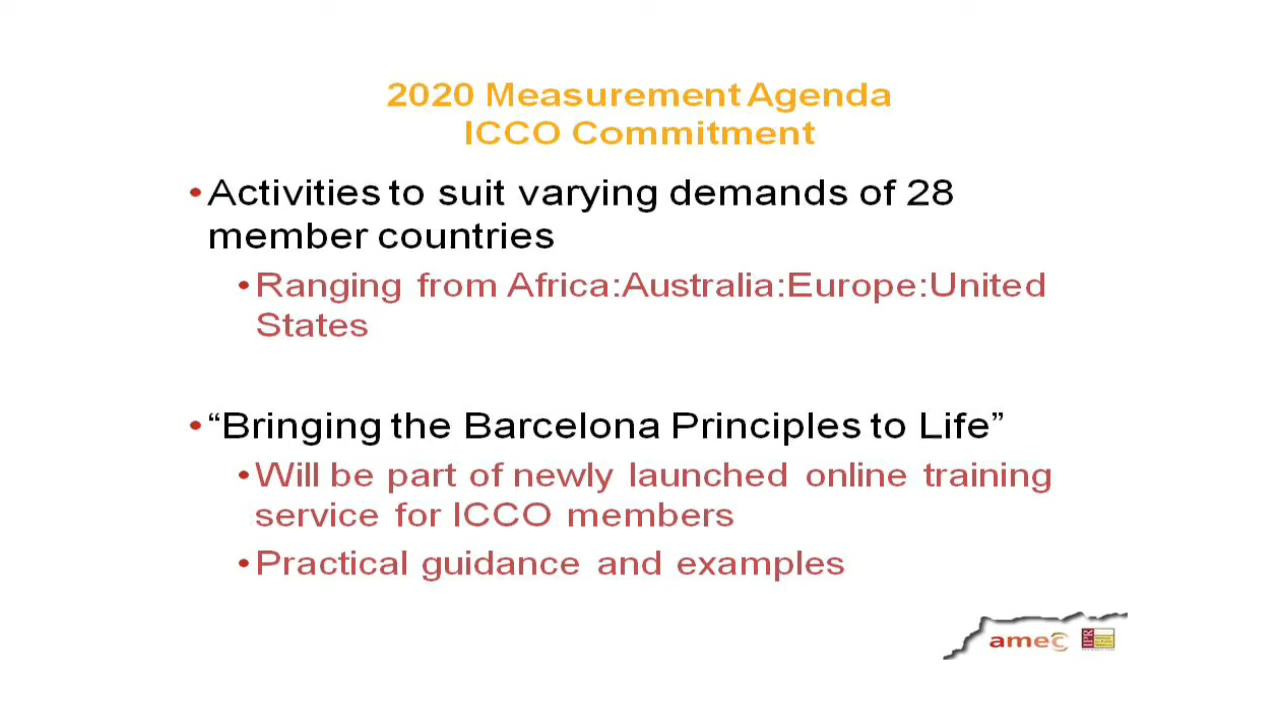 2020 Measurement Agenda
ICCO Commitment
•Activities to suit varying demands of 28
member countries
•Ranging from Africa:Australia:Europe:United
States
•“Bringing the Barcelona Principles to Life”
•Will be part of newly launched online training
service for ICCO members
•Practical guidance and examples
amec IPR